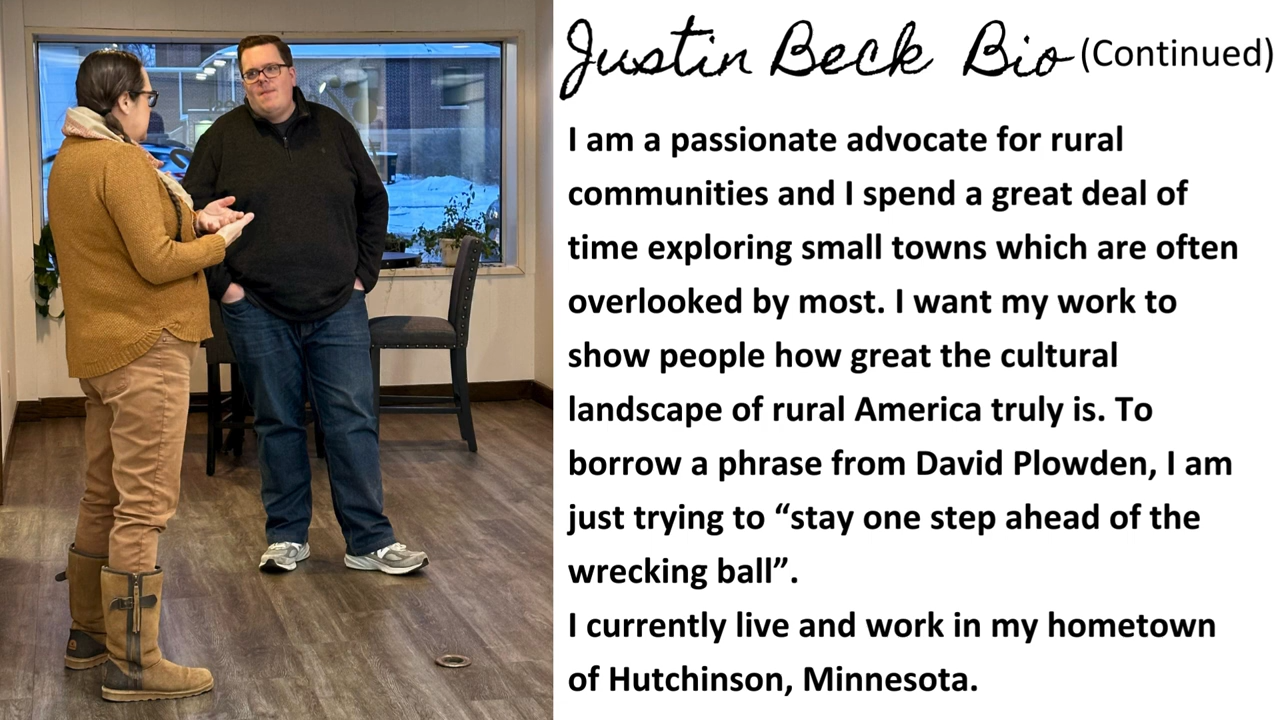 Justin Beck Bio (Continued)
I am a passionate advocate for rural
communities and I spend a great deal of
time exploring small towns which are often
overlooked by most. I want my work to
show people how great the cultural
landscape of rural America truly is. To
borrow a phrase from David Plowden, I am
just trying to “stay one step ahead of the
wrecking ball”.
I currently live and work in my hometown
of Hutchinson, Minnesota.